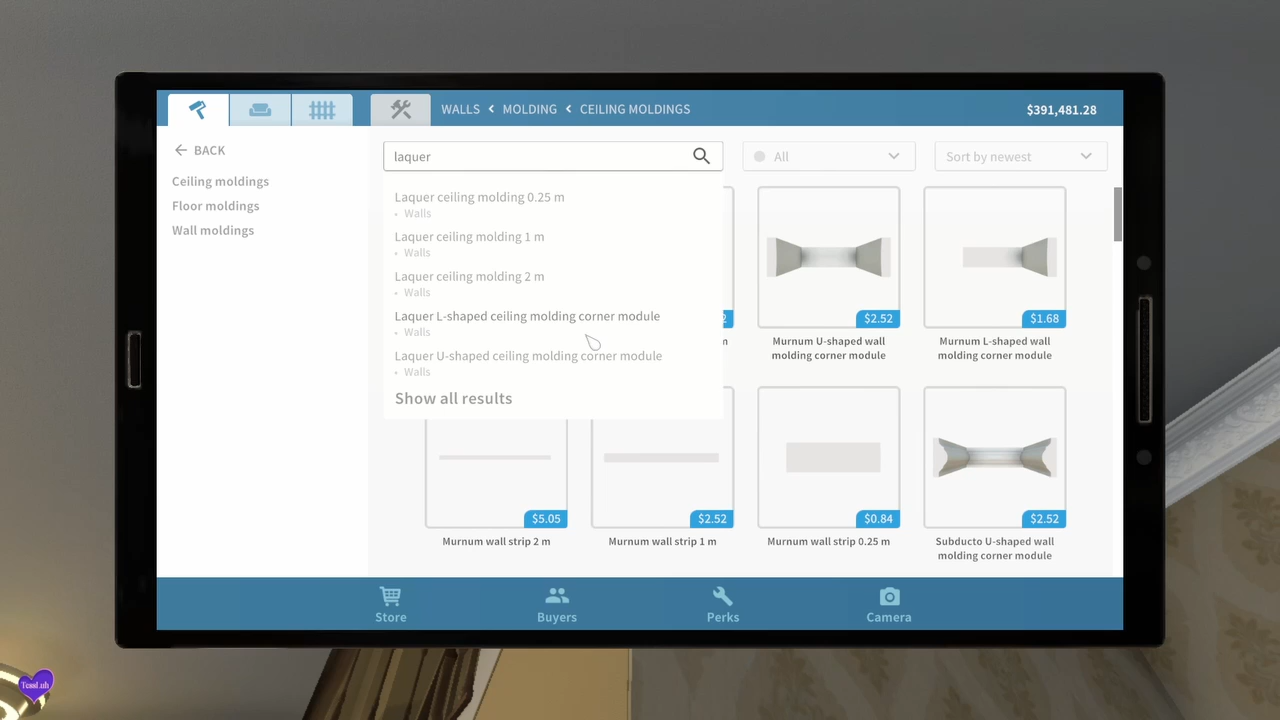 WALLS < MOLDING < CEILING MOLDINGS
$391,481.28
BACK
Ceiling moldings
Floor moldings
Wall moldings
laquer
All
Sort by newest
Laquer ceiling molding 0.25 m
• Walls
Laquer ceiling molding 1 m
• Walls
Laquer ceiling molding 2 m
• Walls
Laquer L-shaped ceiling molding corner module
• Walls
Laquer U-shaped ceiling molding corner module
• Walls
Show all results
2
m
$2.52
Murnum U-shaped wall
molding corner module
$1.68
Murnum L-shaped wall
molding corner module
$5.05
Murnum wall strip 2 m
$2.52
Murnum wall strip 1 m
$0.84
Murnum wall strip 0.25 m
$2.52
Subducto U-shaped wall
molding corner module
Store
Buyers
Perks
Camera